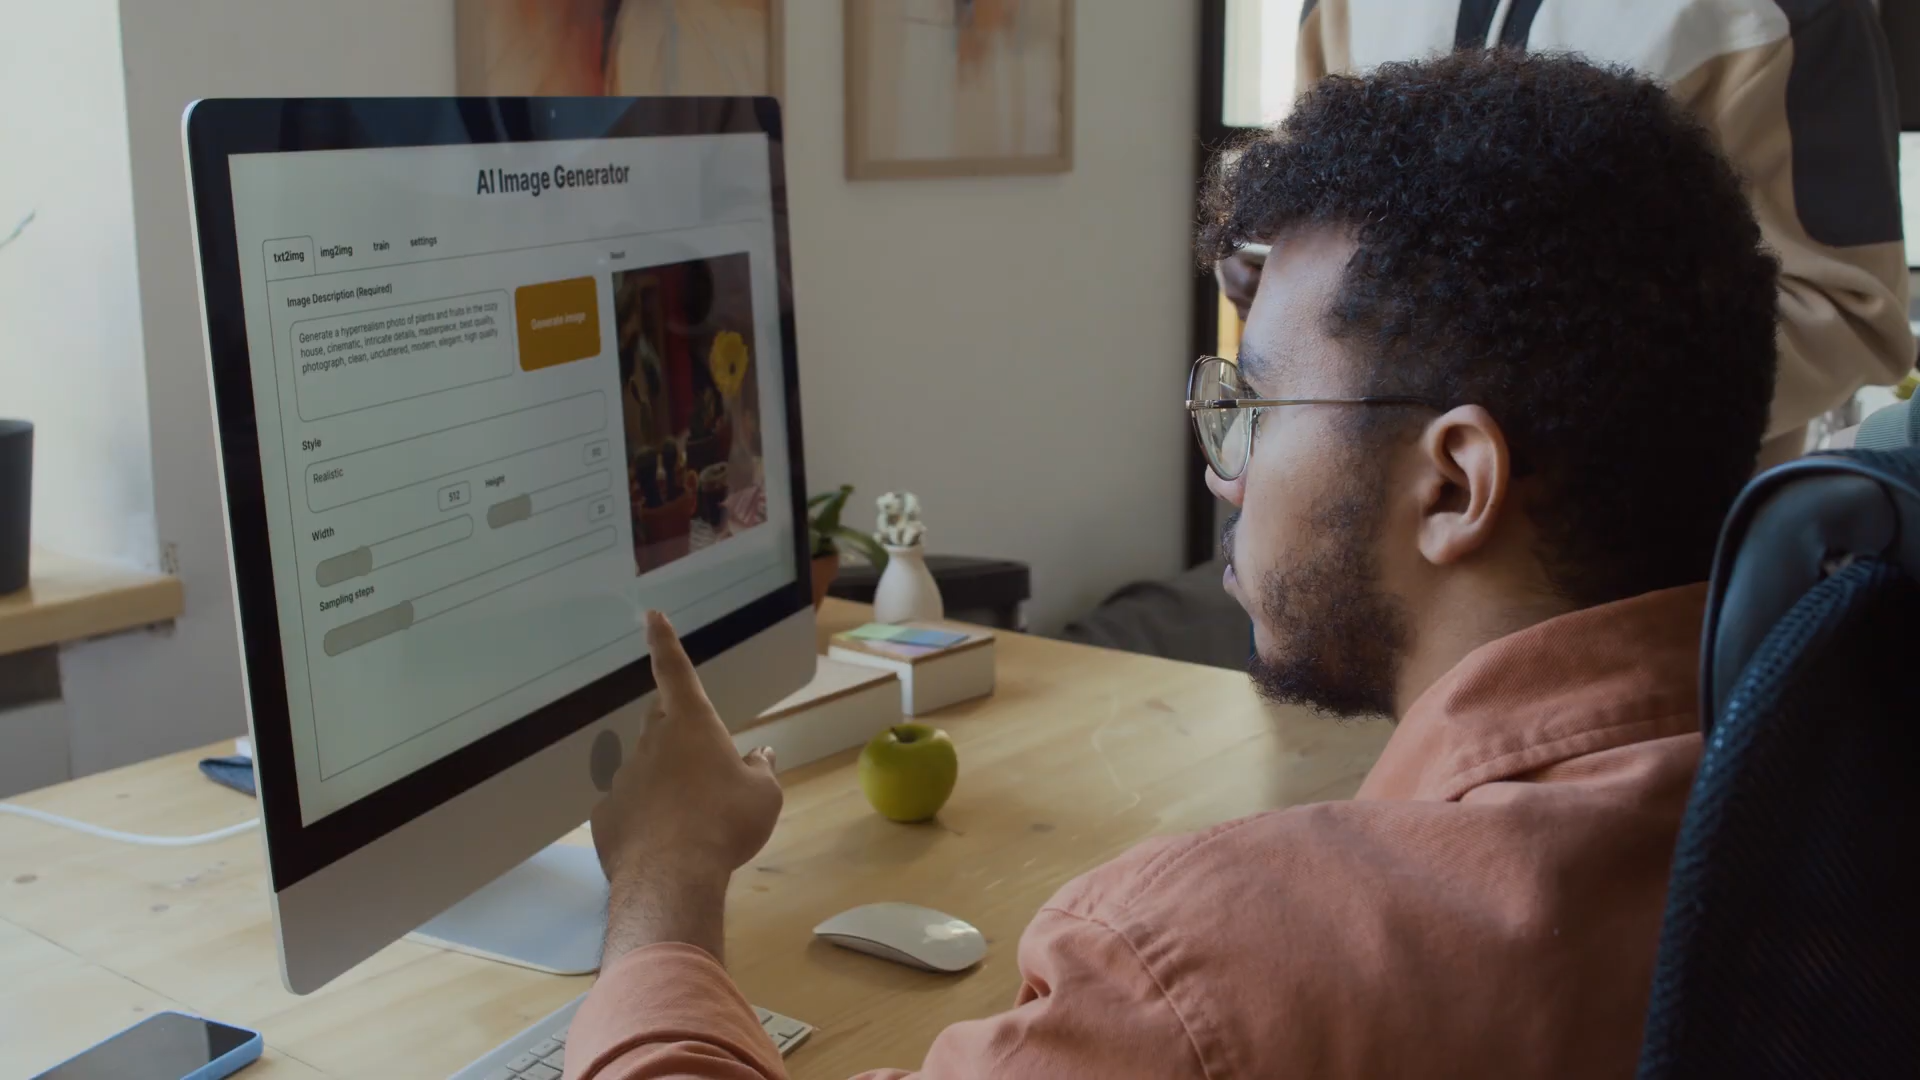 AI Image Generator
txt2img
img2img
train
settings
Image Description (Required)
Generate a hyperrealism photo of plants and fruits in the cozy
house, cinematic, intricate details, masterpiece, best quality,
photograph, clean, uncluttered, modern, elegant, high quality
Generate Image
Result
Style
Realistic
Width
512
Height
Sampling steps